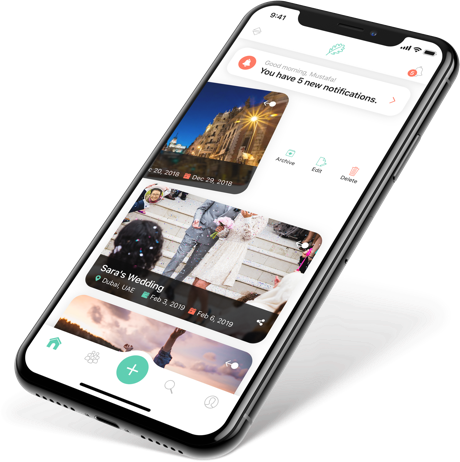 9:41
Good morning, Mustafa!
You have 5 new notifications.
6
c 20, 2018 Dec 29, 2018
Archive
Edit
Delete
Sara's Wedding
Dubai, UAE Feb 3, 2019 Feb 6, 2019